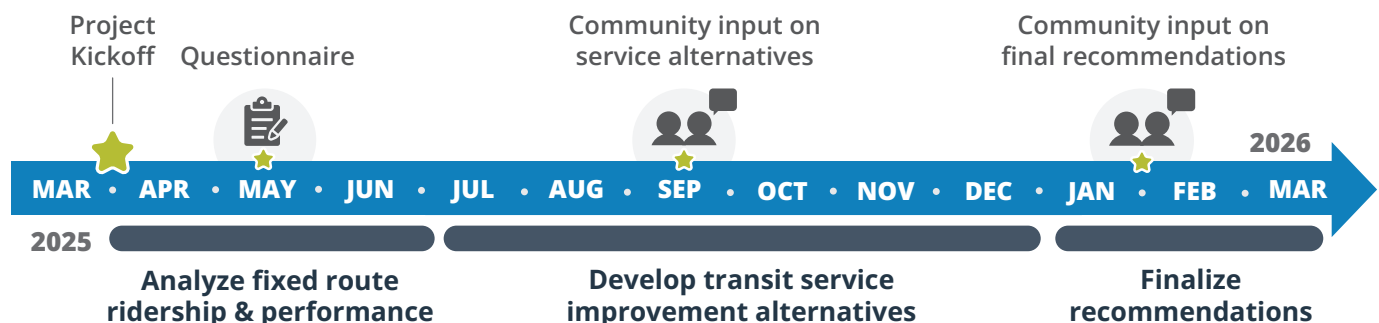 Project
Kickoff
Questionnaire
Community input on
service alternatives
Community input on
final recommendations
2026
MAR • APR • MAY • JUN • JUL • AUG • SEP • OCT • NOV • DEC • JAN • FEB • MAR
2025
Analyze fixed route
ridership & performance
Develop transit service
improvement alternatives
Finalize
recommendations